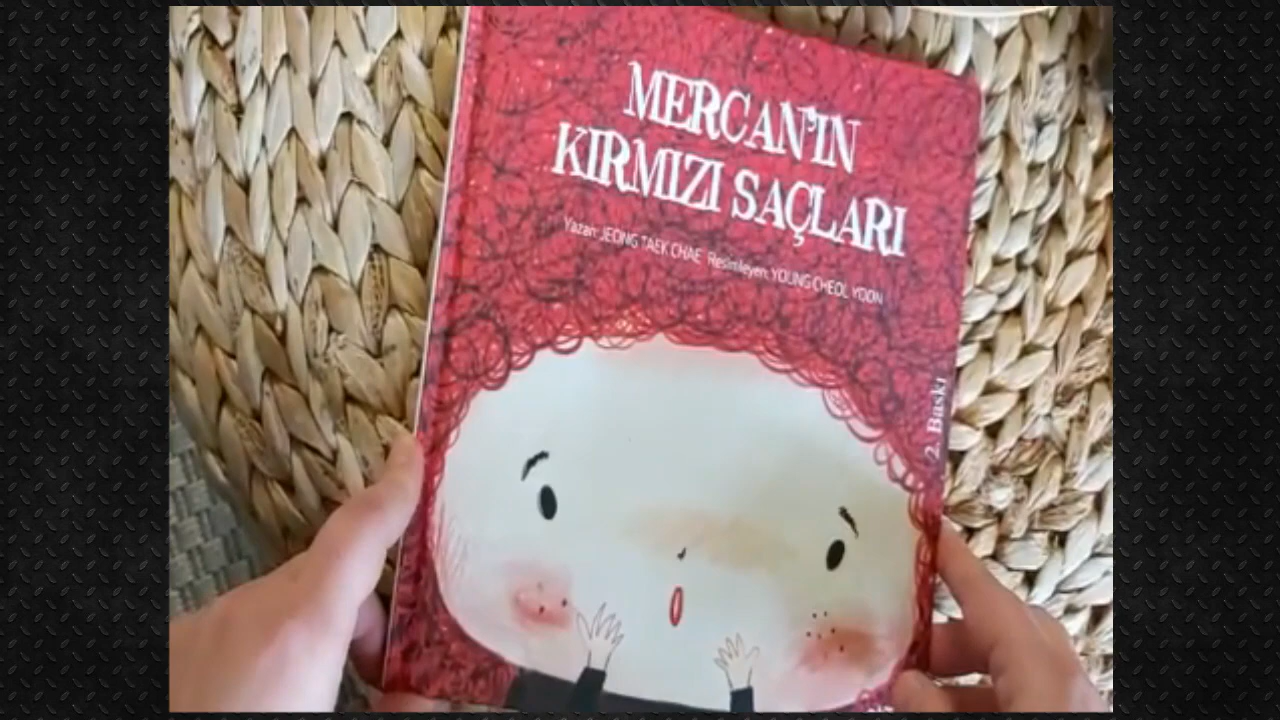 MERCAN'IN
KIRMIZI SAÇLARI
Yazan: JEONG TAEK CHAE Resimleyen: YOUNG CHEOL YOON
2. Baskı